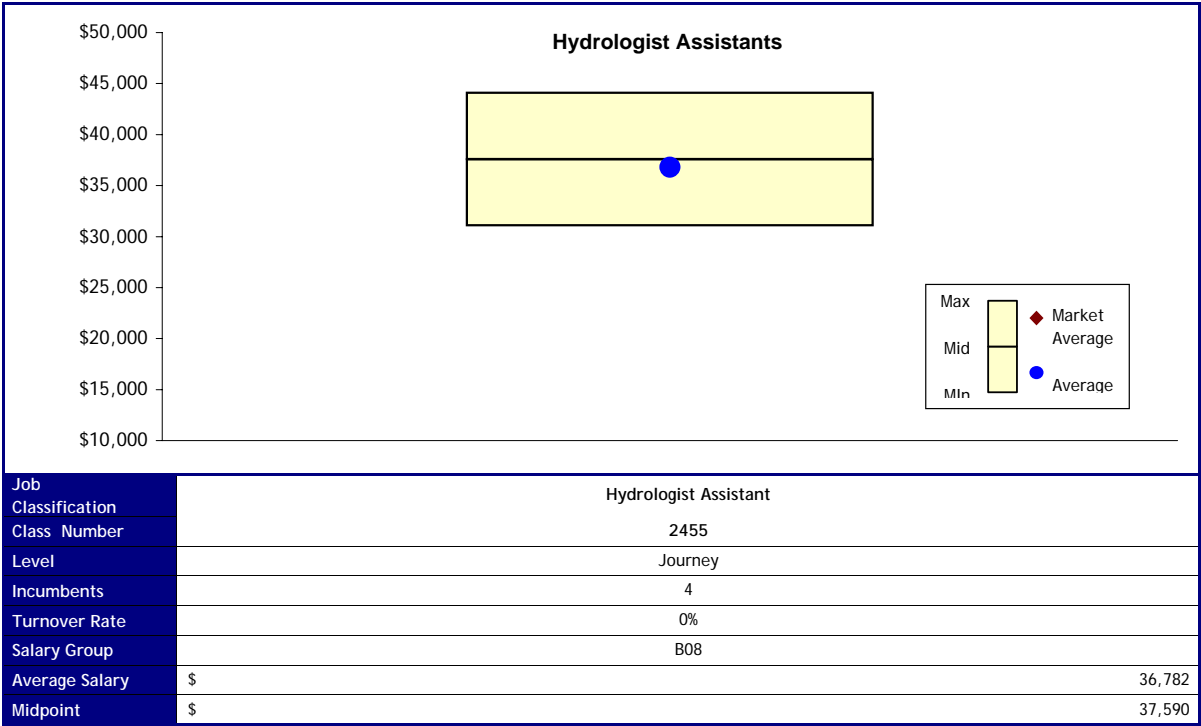 Hydrologist Assistants
$50,000
$45,000
$40,000
$35,000
$30,000
$25,000
$20,000
$15,000
$10,000
Max
Mid
MIn
Market
Average
Average
Job
Classification
Hydrologist Assistant
Class Number
2455
Level
Journey
Incumbents
4
Turnover Rate
0%
Salary Group
B08
Average Salary
$ 36,782
Midpoint
$ 37,590